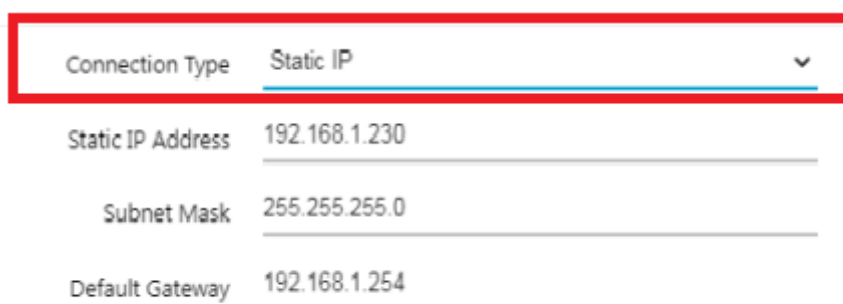 Connection Type Static IP
Static IP Address 192.168.1.230
Subnet Mask 255.255.255.0
Default Gateway 192.168.1.254